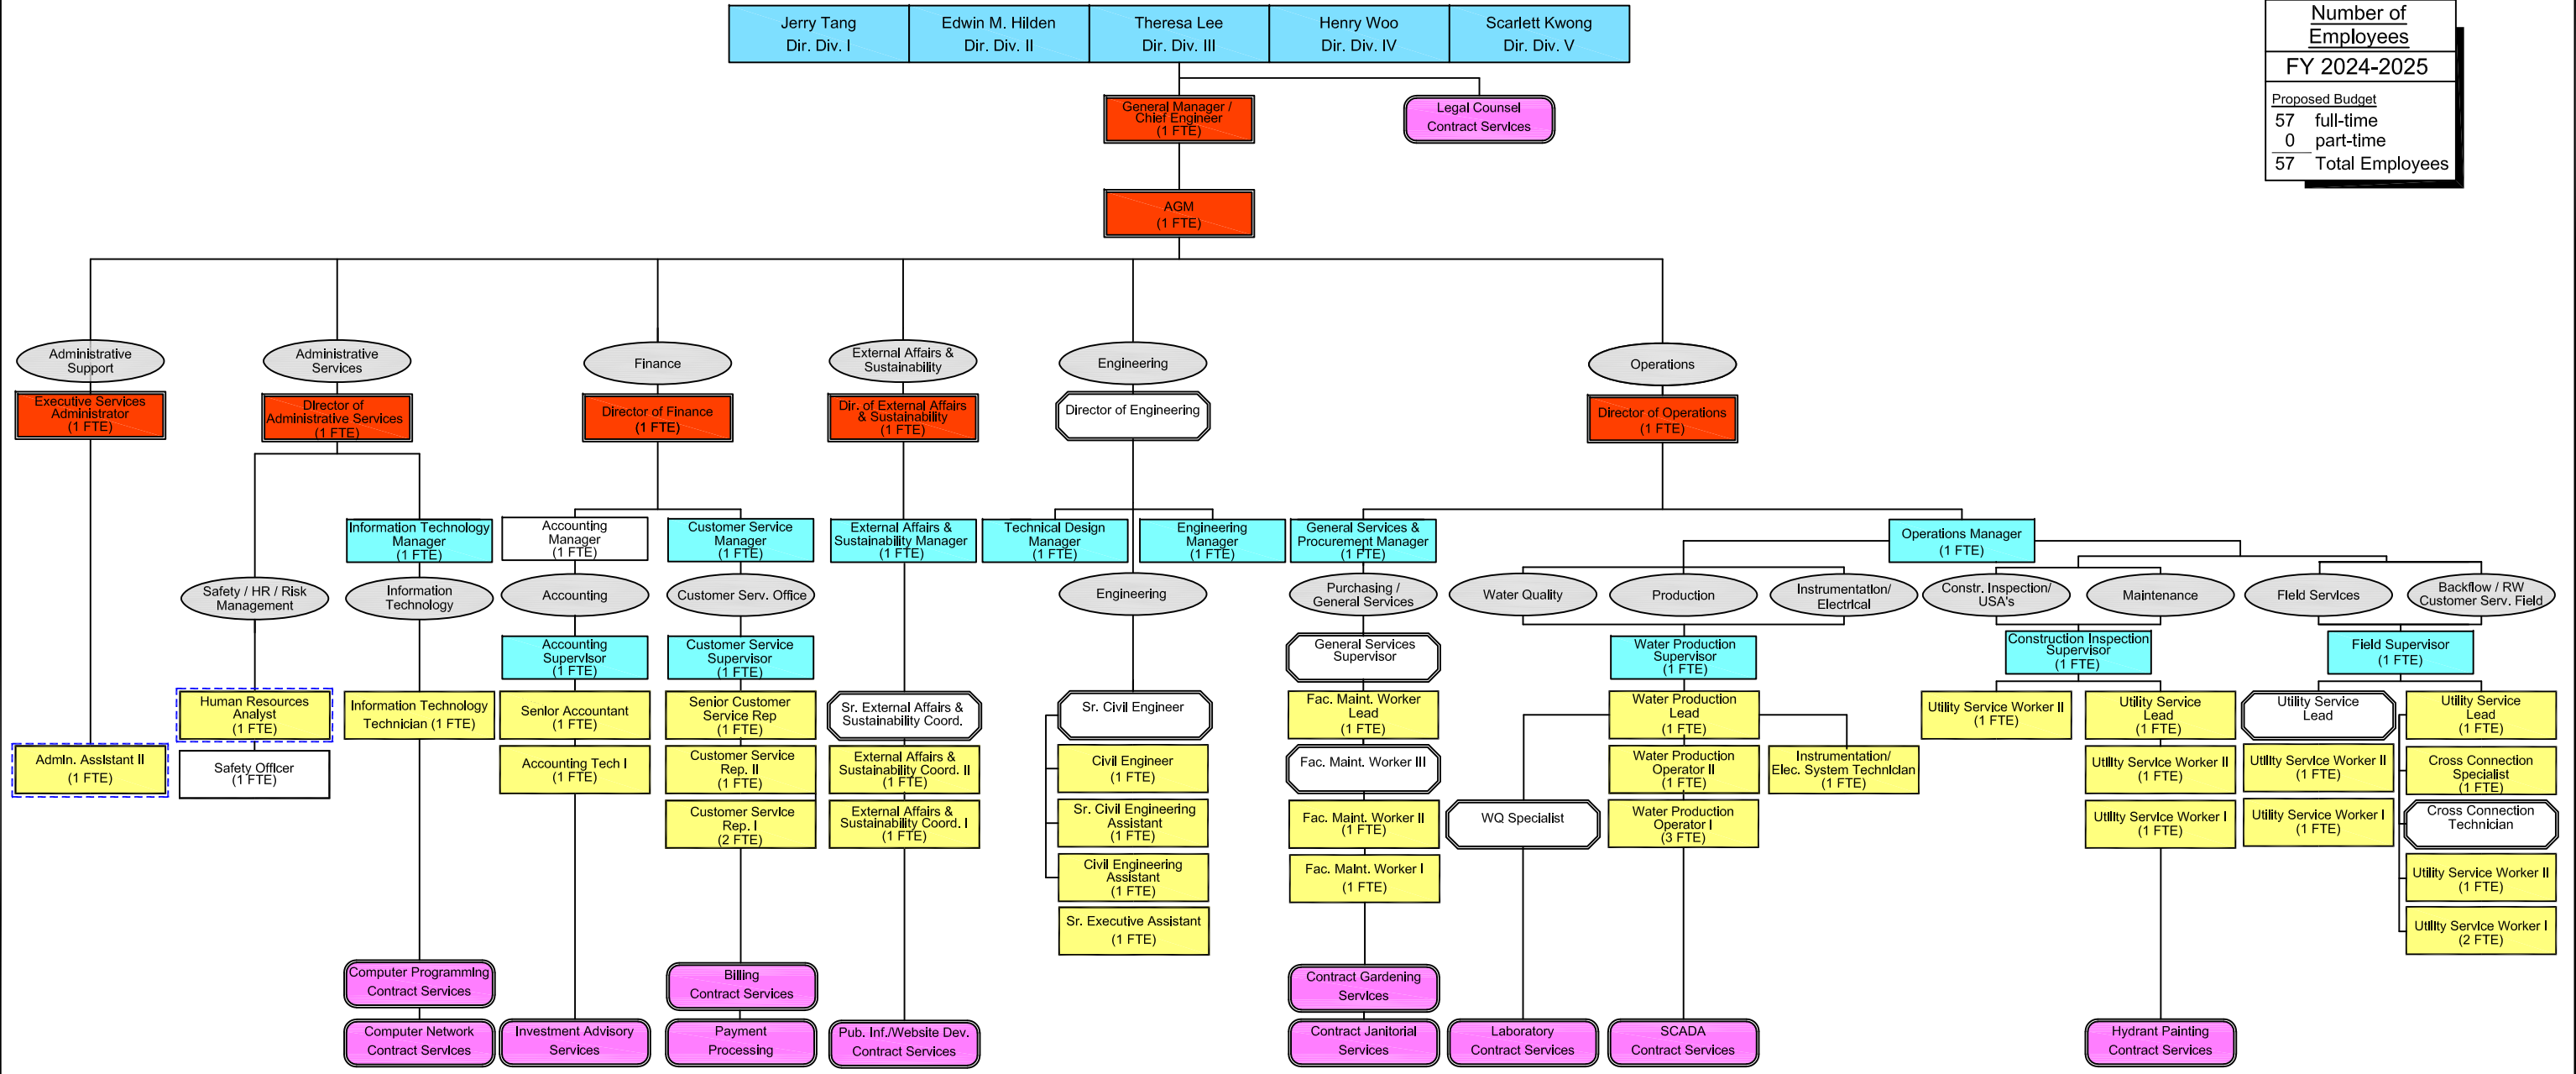 Jerry Tang
Dir. Div. I
Edwin M. Hilden
Dir. Div. II
Theresa Lee
Dir. Div. III
Henry Woo
Dir. Div. IV
Scarlett Kwong
Dir. Div. V
Number of
Employees
FY 2024-2025
Proposed Budget
57 full-time
0 part-time
57 Total Employees
General Manager /
Chief Engineer
(1 FTE)
Legal Counsel
Contract Services
AGM
(1 FTE)
Administrative
Support
Administrative
Services
Finance
External Affairs &
Sustainability
Engineering
Operations
Executive Services
Administrator
(1 FTE)
Director of
Administrative Services
(1 FTE)
Director of Finance
(1 FTE)
Dir. of External Affairs
& Sustainability
(1 FTE)
Director of Engineering
Director of Operations
(1 FTE)
Information Technology
Manager
(1 FTE)
Accounting
Manager
(1 FTE)
Customer Service
Manager
(1 FTE)
External Affairs &
Sustainability Manager
(1 FTE)
Technical Design
Manager
(1 FTE)
Engineering
Manager
(1 FTE)
General Services &
Procurement Manager
(1 FTE)
Operations Manager
(1 FTE)
Safety / HR / Risk
Management
Information
Technology
Accounting
Customer Serv. Office
Engineering
Purchasing /
General Services
Water Quality
Production
Instrumentation/
Electrical
Constr. Inspection/
USA's
Maintenance
Field Services
Backflow / RW
Customer Serv. Field
Accounting
Supervisor
(1 FTE)
Customer Service
Supervisor
(1 FTE)
General Services
Supervisor
Water Production
Supervisor
(1 FTE)
Construction Inspection
Supervisor
(1 FTE)
Field Supervisor
(1 FTE)
Human Resources
Analyst
(1 FTE)
Information Technology
Technician (1 FTE)
Senior Accountant
(1 FTE)
Senior Customer
Service Rep
(1 FTE)
Sr. External Affairs &
Sustainability Coord.
Sr. Civil Engineer
Fac. Maint. Worker
Lead
(1 FTE)
Water Production
Lead
(1 FTE)
Utility Service Worker II
(1 FTE)
Utility Service
Lead
(1 FTE)
Utility Service
Lead
Utility Service
Lead
(1 FTE)
Admin. Assistant II
(1 FTE)
Safety Officer
(1 FTE)
Accounting Tech I
(1 FTE)
Customer Service
Rep. II
(1 FTE)
External Affairs &
Sustainability Coord. II
(1 FTE)
Civil Engineer
(1 FTE)
Fac. Maint. Worker III
Water Production
Operator II
(1 FTE)
Instrumentation/
Elec. System Technician
(1 FTE)
Utility Service Worker II
(1 FTE)
Utility Service Worker II
(1 FTE)
Cross Connection
Specialist
(1 FTE)
Customer Service
Rep. I
(2 FTE)
External Affairs &
Sustainability Coord. I
(1 FTE)
Sr. Civil Engineering
Assistant
(1 FTE)
Fac. Maint. Worker II
(1 FTE)
WQ Specialist
Water Production
Operator I
(3 FTE)
Utility Service Worker I
(1 FTE)
Utility Service Worker I
(1 FTE)
Cross Connection
Technician
Civil Engineering
Assistant
(1 FTE)
Fac. Maint. Worker I
(1 FTE)
Utility Service Worker II
(1 FTE)
Sr. Executive Assistant
(1 FTE)
Utility Service Worker I
(2 FTE)
Computer Programming
Contract Services
Billing
Contract Services
Contract Gardening
Services
Computer Network
Contract Services
Investment Advisory
Services
Payment
Processing
Pub. Inf./Website Dev.
Contract Services
Contract Janitorial
Services
Laboratory
Contract Services
SCADA
Contract Services
Hydrant Painting
Contract Services